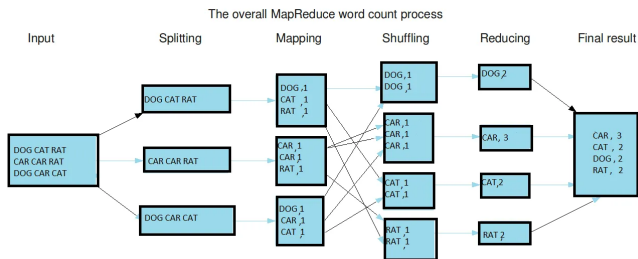 The overall MapReduce word count process
Input
Splitting
Mapping
Shuffling
Reducing
Final result
DOG CAT RAT
CAR CAR RAT
DOG CAR CAT
DOG CAT RAT
CAR CAR RAT
DOG CAR CAT
DOG ,1
CAT ,1
RAT ,1
CAR ,1
CAR ,1
RAT ,1
DOG ,1
CAR ,1
CAT ,1
DOG ,1
DOG ,1
CAR ,1
CAR ,1
CAR ,1
CAT ,1
CAT ,1
RAT ,1
RAT ,1
DOG ,2
CAR , 3
CAT ,2
RAT ,2
CAR , 3
CAT , 2
DOG , 2
RAT , 2